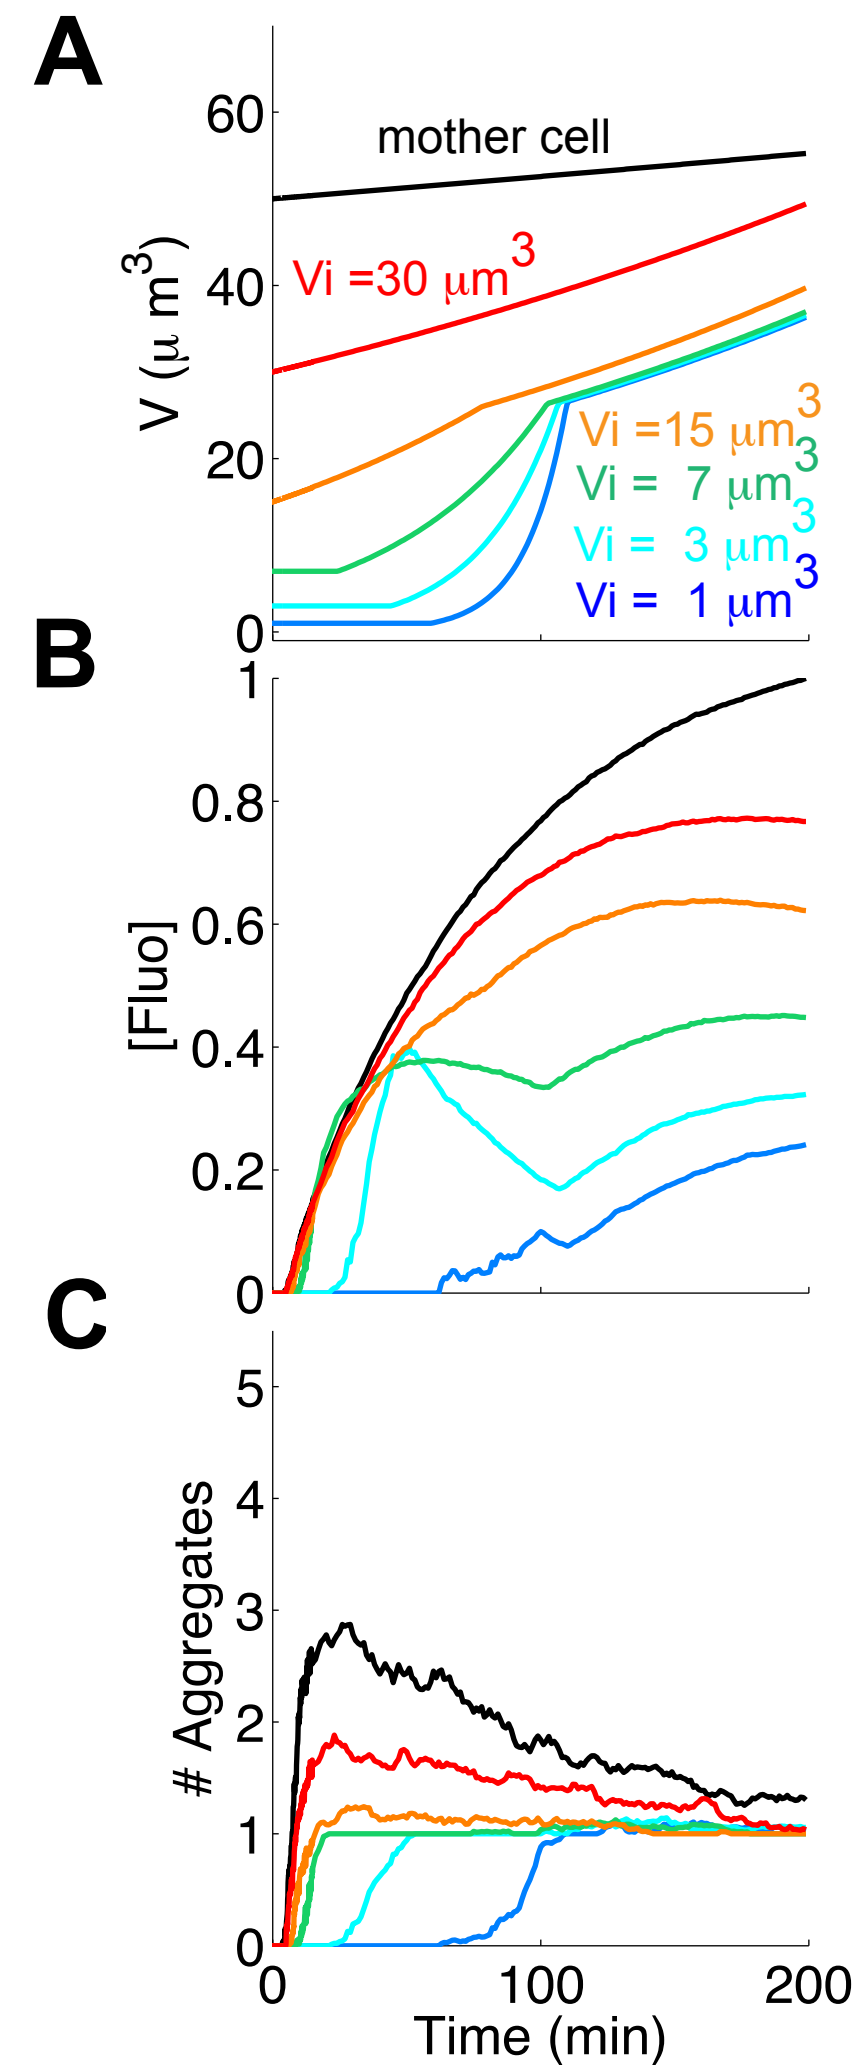 A
60
mother cell
Vi =30 μm3
40
V (μ m3)
Vi =15 μm3
20
Vi = 7 μm3
Vi = 3 μm3
Vi = 1 μm3
0
B
1
0.8
0.6
[Fluo]
0.4
0.2
0
C
5
4
3
# Aggregates
2
1
0
0 100 200
Time (min)